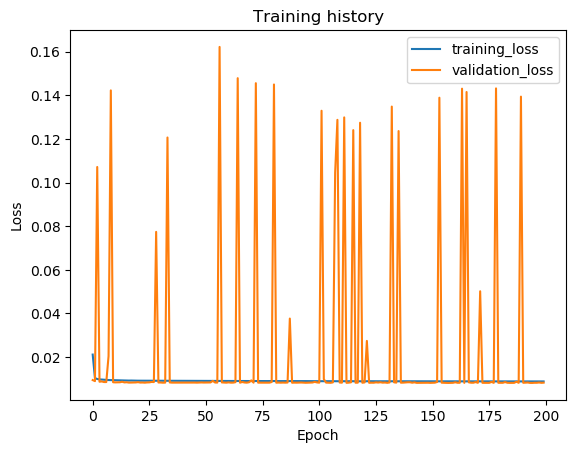 Training history
training_loss
validation_loss
Loss
0.16
0.14
0.12
0.10
0.08
0.06
0.04
0.02
0 25 50 75 100 125 150 175 200
Epoch